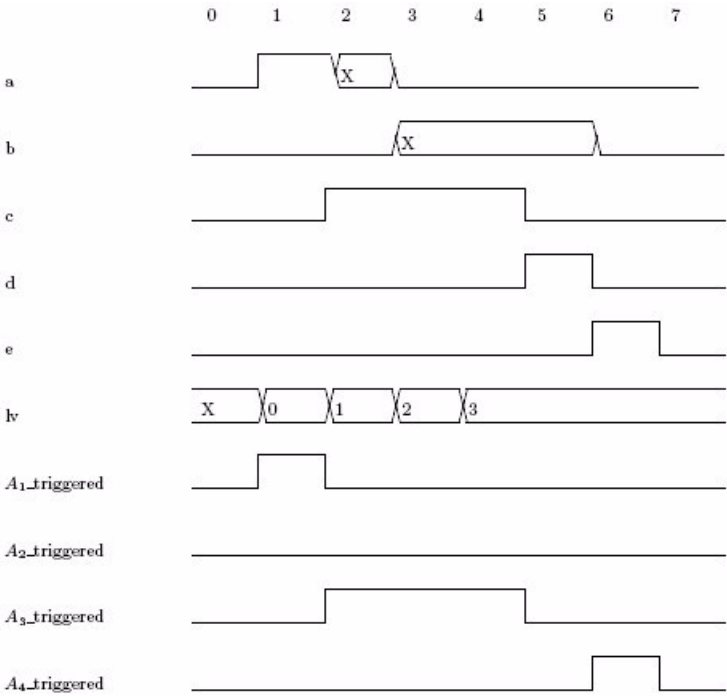 0 1 2 3 4 5 6 7
a X
b X
c
d
e
lv X 0 1 2 3
A₁_triggered
A₂_triggered
A₃_triggered
A₄_triggered